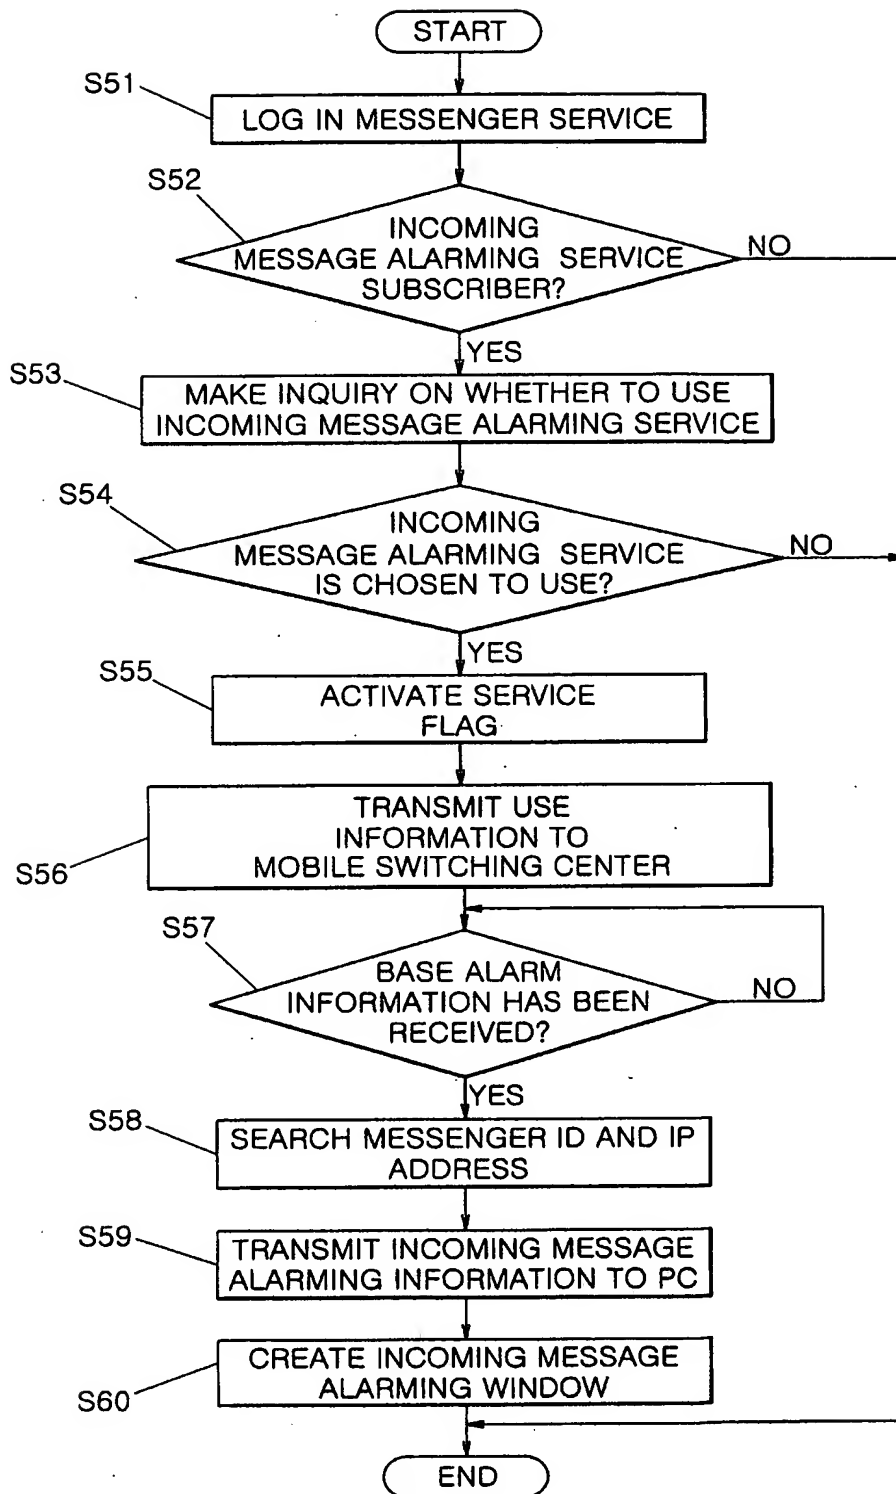 START
S51
LOG IN MESSENGER SERVICE
S52
INCOMING
MESSAGE ALARMING SERVICE
SUBSCRIBER?
NO
YES
S53
MAKE INQUIRY ON WHETHER TO USE
INCOMING MESSAGE ALARMING SERVICE
S54
INCOMING
MESSAGE ALARMING SERVICE
IS CHOSEN TO USE?
NO
YES
S55
ACTIVATE SERVICE
FLAG
TRANSMIT USE
INFORMATION TO
MOBILE SWITCHING CENTER
S56
S57
BASE ALARM
INFORMATION HAS BEEN
RECEIVED?
NO
YES
S58
SEARCH MESSENGER ID AND IP
ADDRESS
S59
TRANSMIT INCOMING MESSAGE
ALARMING INFORMATION TO PC
CREATE INCOMING MESSAGE
ALARMING WINDOW
S60
END